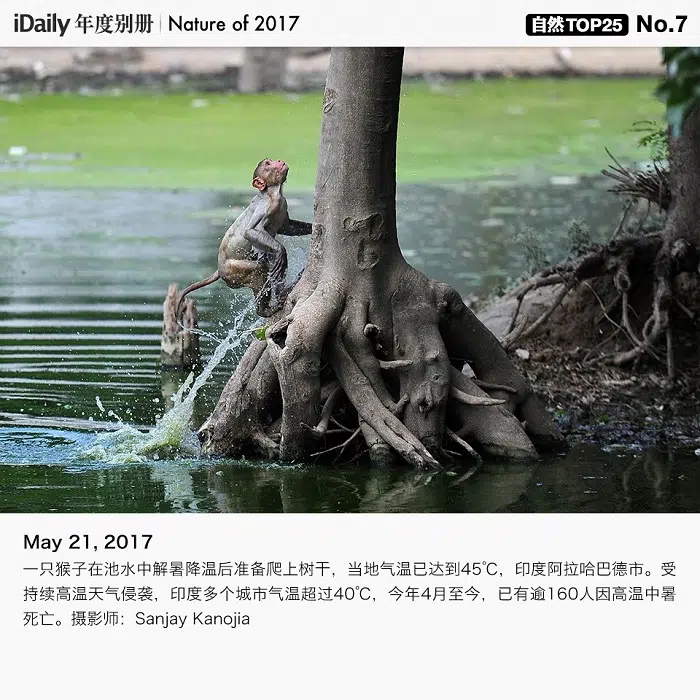 iDaily 年度别册 | Nature of 2017
自然TOP25 No.7
May 21, 2017
一只猴子在池水中解暑降温后准备爬上树干，当地气温已达到45℃，印度阿拉哈巴德市。受
持续高温天气侵袭，印度多个城市气温超过40℃，今年4月至今，已有逾160人因高温中暑
死亡。摄影师：Sanjay Kanojia